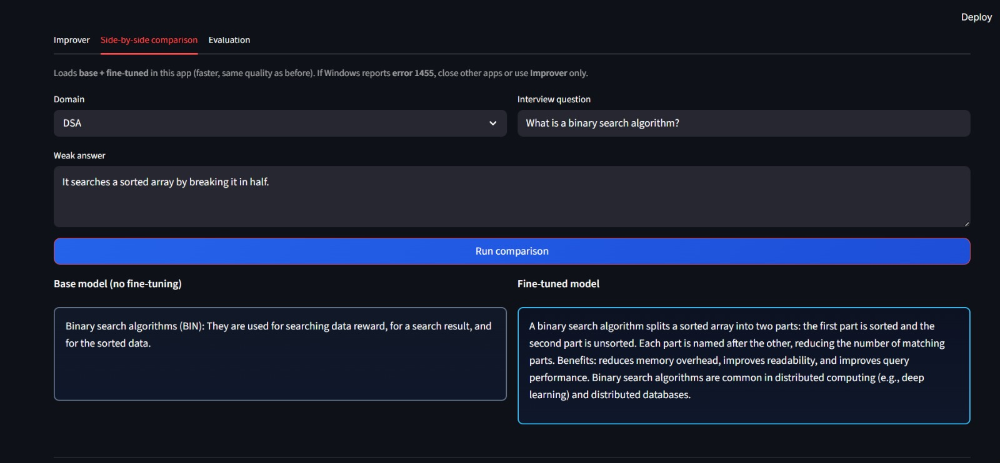 Deploy
Improver Side-by-side comparison Evaluation
Loads base + fine-tuned in this app (faster, same quality as before). If Windows reports error 1455, close other apps or use Improver only.
Domain
DSA
Interview question
What is a binary search algorithm?
Weak answer
It searches a sorted array by breaking it in half.
Run comparison
Base model (no fine-tuning)
Binary search algorithms (BIN): They are used for searching data reward, for a search result, and
for the sorted data.
Fine-tuned model
A binary search algorithm splits a sorted array into two parts: the first part is sorted and the
second part is unsorted. Each part is named after the other, reducing the number of matching
parts. Benefits: reduces memory overhead, improves readability, and improves query
performance. Binary search algorithms are common in distributed computing (e.g., deep
learning) and distributed databases.